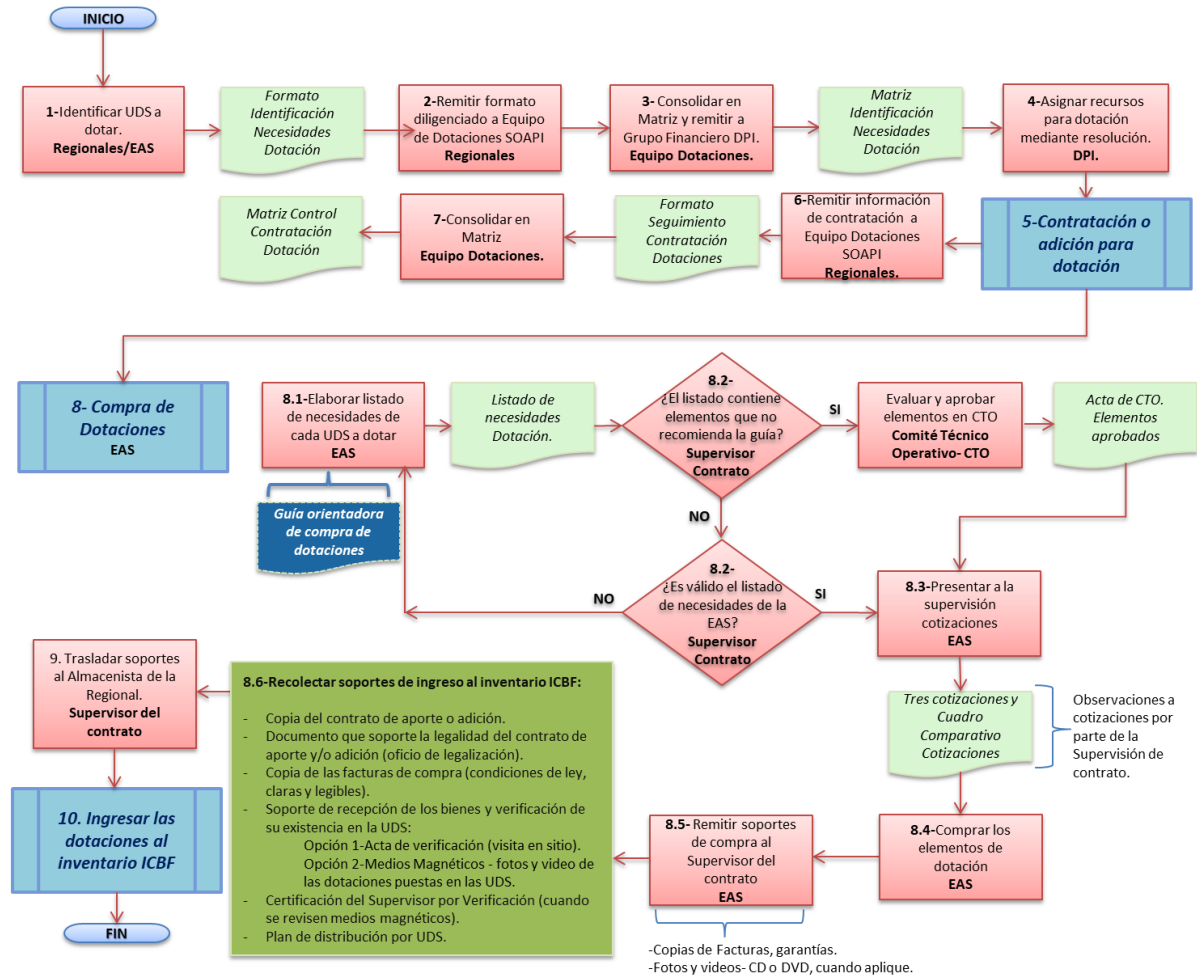 INICIO
1-Identificar UDS a
dotar.
Regionales/EAS
Formato
Identificación
Necesidades
Dotación
2-Remitir formato
diligenciado a Equipo
de Dotaciones SOAPI
Regionales
3- Consolidar en
Matriz y remitir a
Grupo Financiero DPI.
Equipo Dotaciones.
Matriz
Identificación
Necesidades
Dotación
4-Asignar recursos
para dotación
mediante resolución.
DPI.
5-Contratación o
adición para
dotación
6-Remitir información
de contratación a
Equipo Dotaciones
SOAPI
Regionales.
Formato
Seguimiento
Contratación
Dotaciones
7-Consolidar en
Matriz
Equipo Dotaciones.
Matriz Control
Contratación
Dotación
8- Compra de
Dotaciones
EAS
8.1-Elaborar listado
de necesidades de
cada UDS a dotar
EAS
Guía orientadora
de compra de
dotaciones
Listado de
necesidades
Dotación.
8.2-
¿El listado contiene
elementos que no
recomienda la guía?
Supervisor
Contrato
SI
Evaluar y aprobar
elementos en CTO
Comité Técnico
Operativo- CTO
Acta de CTO.
Elementos
aprobados
NO
8.2-
¿Es válido el listado
de necesidades de la
EAS?
Supervisor
Contrato
NO
SI
8.3-Presentar a la
supervisión
cotizaciones
EAS
Tres cotizaciones y
Cuadro
Comparativo
Cotizaciones
Observaciones a
cotizaciones por
parte de la
Supervisión de
contrato.
8.4-Comprar los
elementos de
dotación
EAS
8.5- Remitir soportes
de compra al
Supervisor del
contrato
EAS
-Copias de Facturas, garantías.
-Fotos y videos- CD o DVD, cuando aplique.
8.6-Recolectar soportes de ingreso al inventario ICBF:
- Copia del contrato de aporte o adición.
- Documento que soporte la legalidad del contrato de
aporte y/o adición (oficio de legalización).
- Copia de las facturas de compra (condiciones de ley,
claras y legibles).
- Soporte de recepción de los bienes y verificación de
su existencia en la UDS:
Opción 1-Acta de verificación (visita en sitio).
Opción 2-Medios Magnéticos - fotos y video de
las dotaciones puestas en las UDS.
- Certificación del Supervisor por Verificación (cuando
se revisen medios magnéticos).
- Plan de distribución por UDS.
9. Trasladar soportes
al Almacenista de la
Regional.
Supervisor del
contrato
10. Ingresar las
dotaciones al
inventario ICBF
FIN